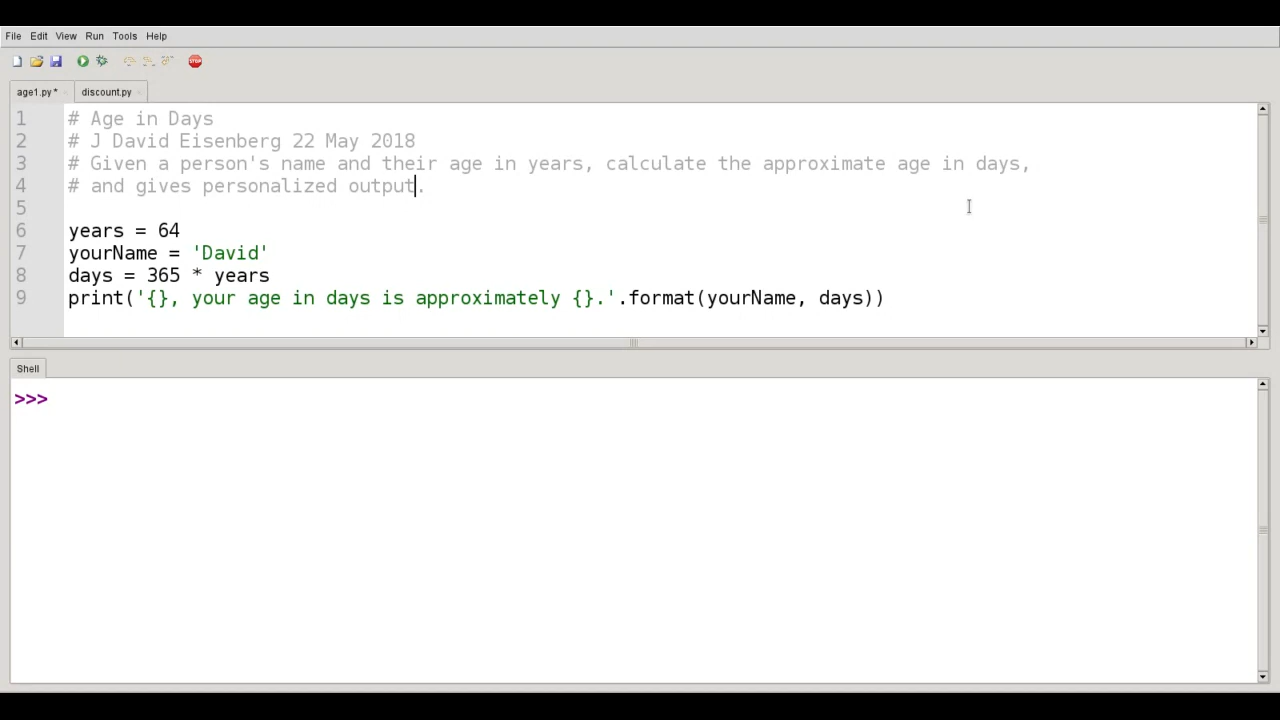 File Edit View Run Tools Help
STOP
age1.py * discount.py
1 # Age in Days
2 # J David Eisenberg 22 May 2018
3 # Given a person's name and their age in years, calculate the approximate age in days,
4 # and gives personalized output.
5
6 years = 64
7 yourName = 'David'
8 days = 365 * years
9 print('{}, your age in days is approximately {}.'.format(yourName, days))
Shell
>>>